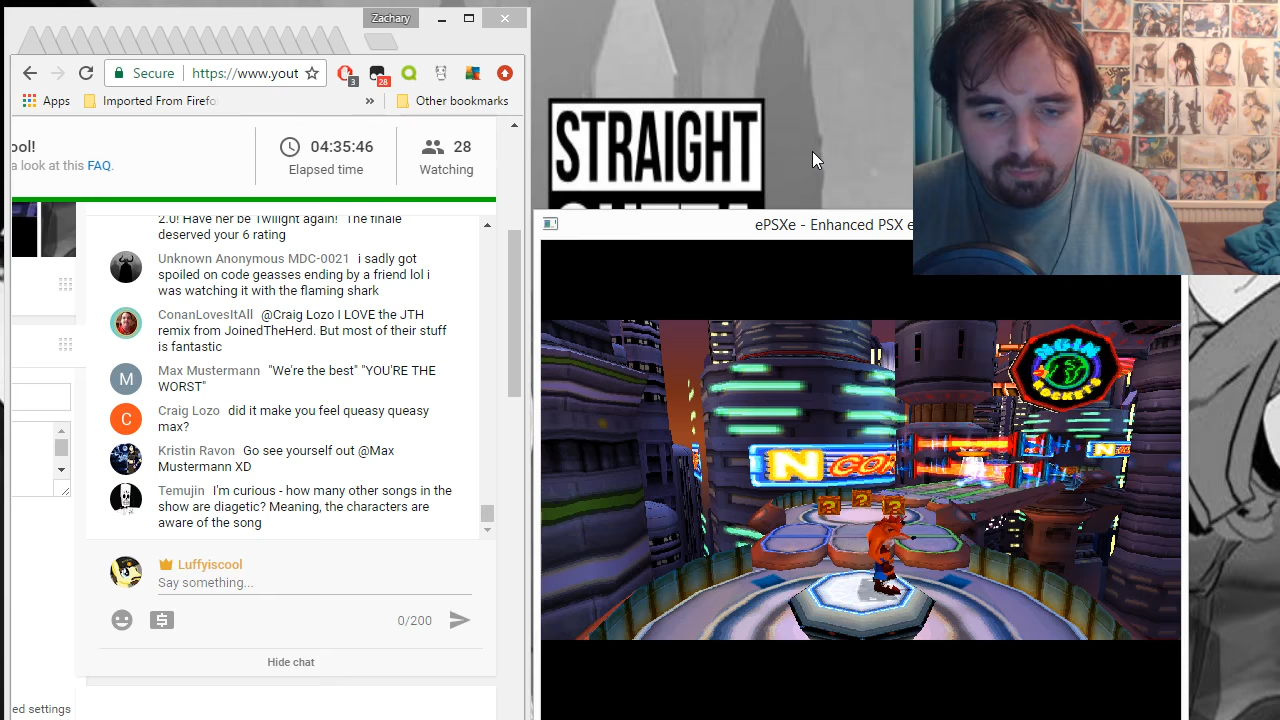 Zachary
Secure
https://www.yout
3
28
Apps
Imported From Firefo
»
Other bookmarks
ool!
a look at this FAQ.
04:35:46
Elapsed time
28
Watching
2.0! Have her be Twilight again! The finale
deserved your 6 rating
Unknown Anonymous MDC-0021 i sadly got
spoiled on code geasses ending by a friend lol i
was watching it with the flaming shark
ConanLovesItAll @Craig Lozo I LOVE the JTH
remix from JoinedTheHerd. But most of their stuff
is fantastic
M
Max Mustermann "We're the best" "YOU'RE THE
WORST"
C
Craig Lozo did it make you feel queasy queasy
max?
Kristin Ravon Go see yourself out @Max
Mustermann XD
Temujin I'm curious - how many other songs in the
show are diagetic? Meaning, the characters are
aware of the song
Luffyiscool
Say something...
0/200
Hide chat
ed settings
STRAIGHT
ePSXe - Enhanced PSX e
N COR
NGIN
ROCKETS
N
? ? ?